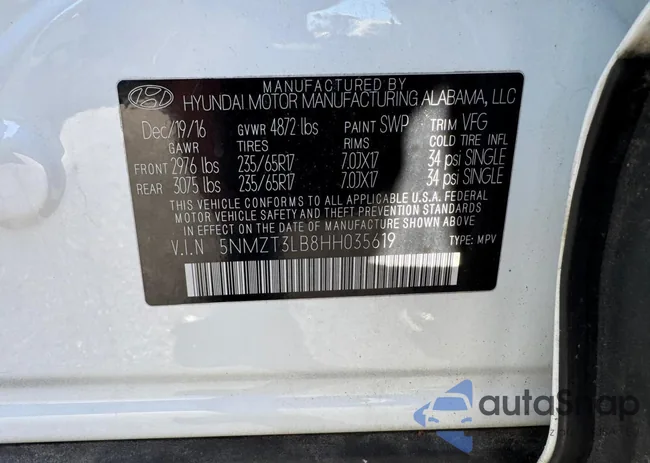 MANUFACTURED BY
HYUNDAI MOTOR MANUFACTURING ALABAMA, LLC
Dec/19/16 GVWR 4872 lbs PAINT SWP TRIM VFG
GAWR TIRES RIMS COLD TIRE INFL
FRONT 2976 lbs 235/65R17 7.0JX17 34 psi SINGLE
REAR 3075 lbs 235/65R17 7.0JX17 34 psi SINGLE
THIS VEHICLE CONFORMS TO ALL APPLICABLE U.S.A. FEDERAL
MOTOR VEHICLE SAFETY AND THEFT PREVENTION STANDARDS
IN EFFECT ON THE DATE OF MANUFACTURE SHOWN ABOVE.
V.I.N 5NMZT3LB8HH035619 TYPE: MPV
autoSnap